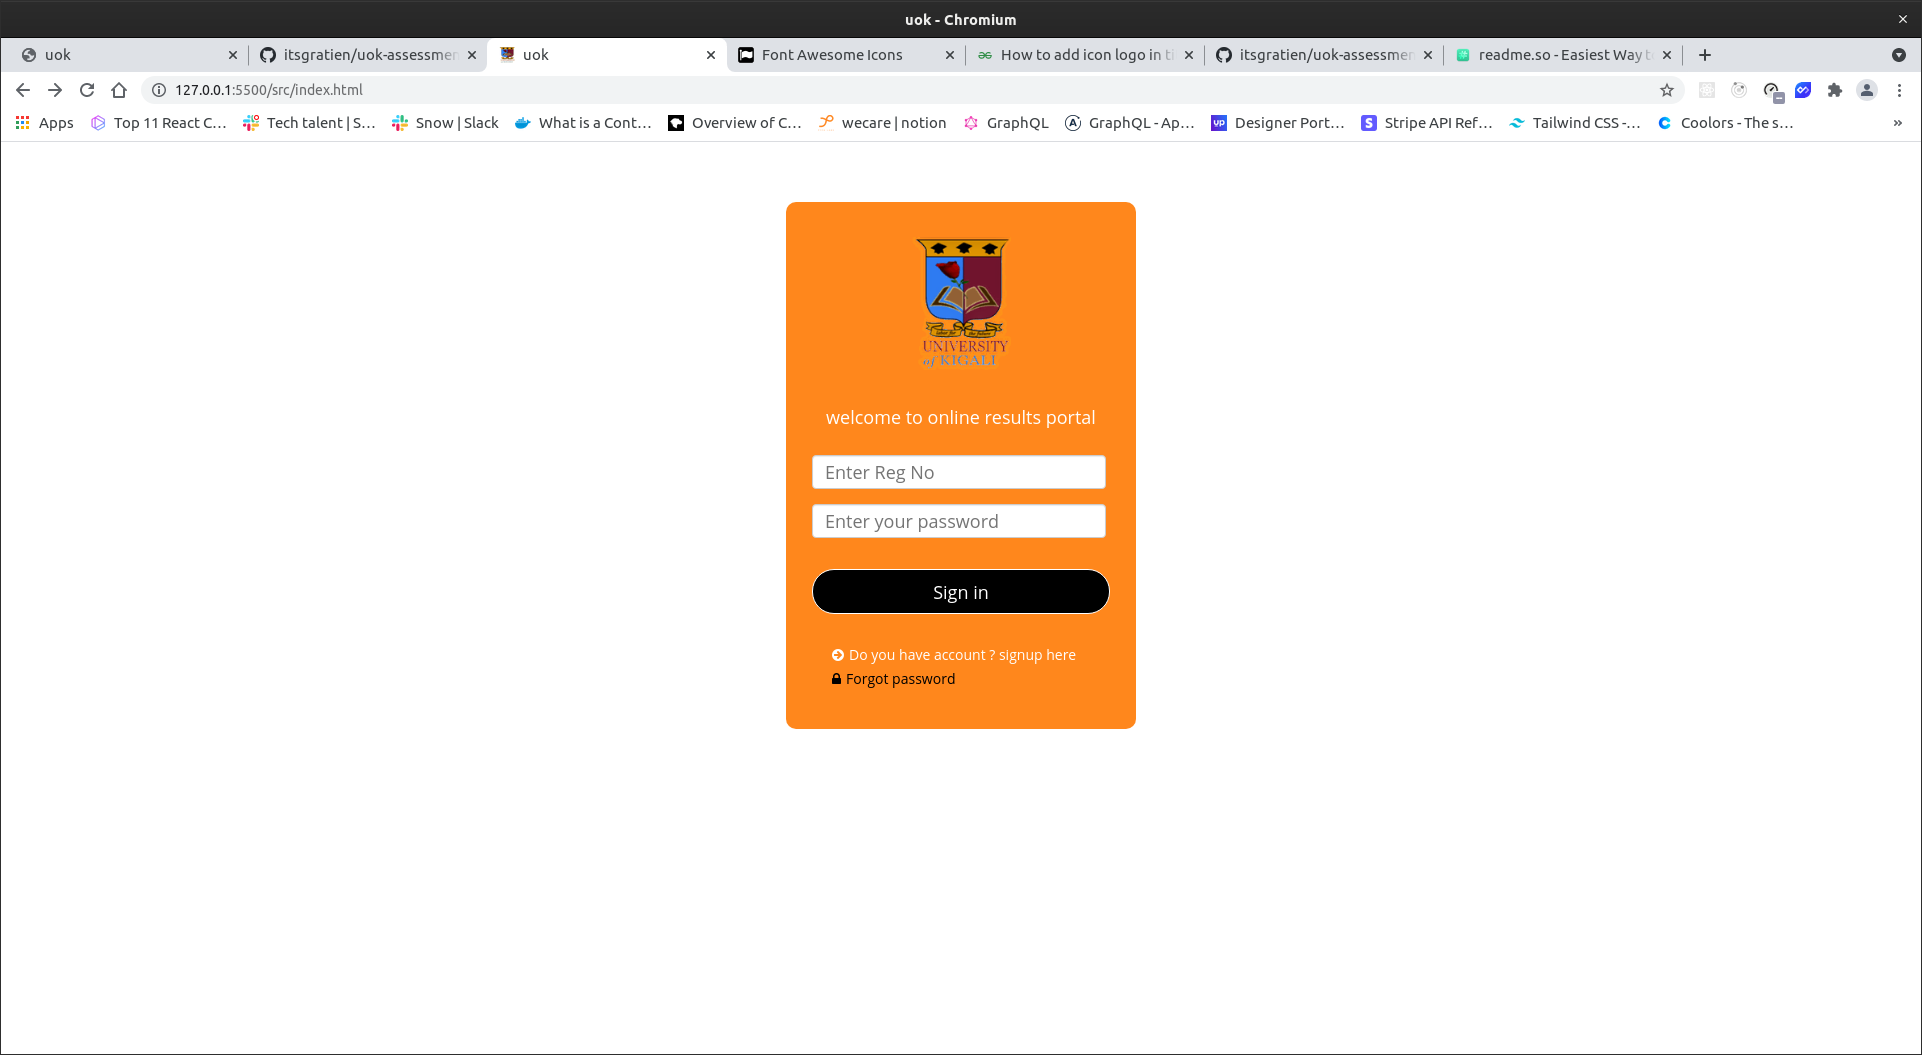 uok - Chromium
uok
itsgratien/uok-assessmen
uok
Font Awesome Icons
How to add icon logo in ti
itsgratien/uok-assessmen
readme.so - Easiest Way t
127.0.0.1:5500/src/index.html
Apps
Top 11 React C...
Tech talent | S...
Snow | Slack
What is a Cont...
Overview of C...
wecare | notion
GraphQL
GraphQL - Ap...
Designer Port...
Stripe API Ref...
Tailwind CSS -...
Coolors - The s...
UNIVERSITY
of KIGALI
welcome to online results portal
Enter Reg No
Enter your password
Sign in
Do you have account ? signup here
Forgot password